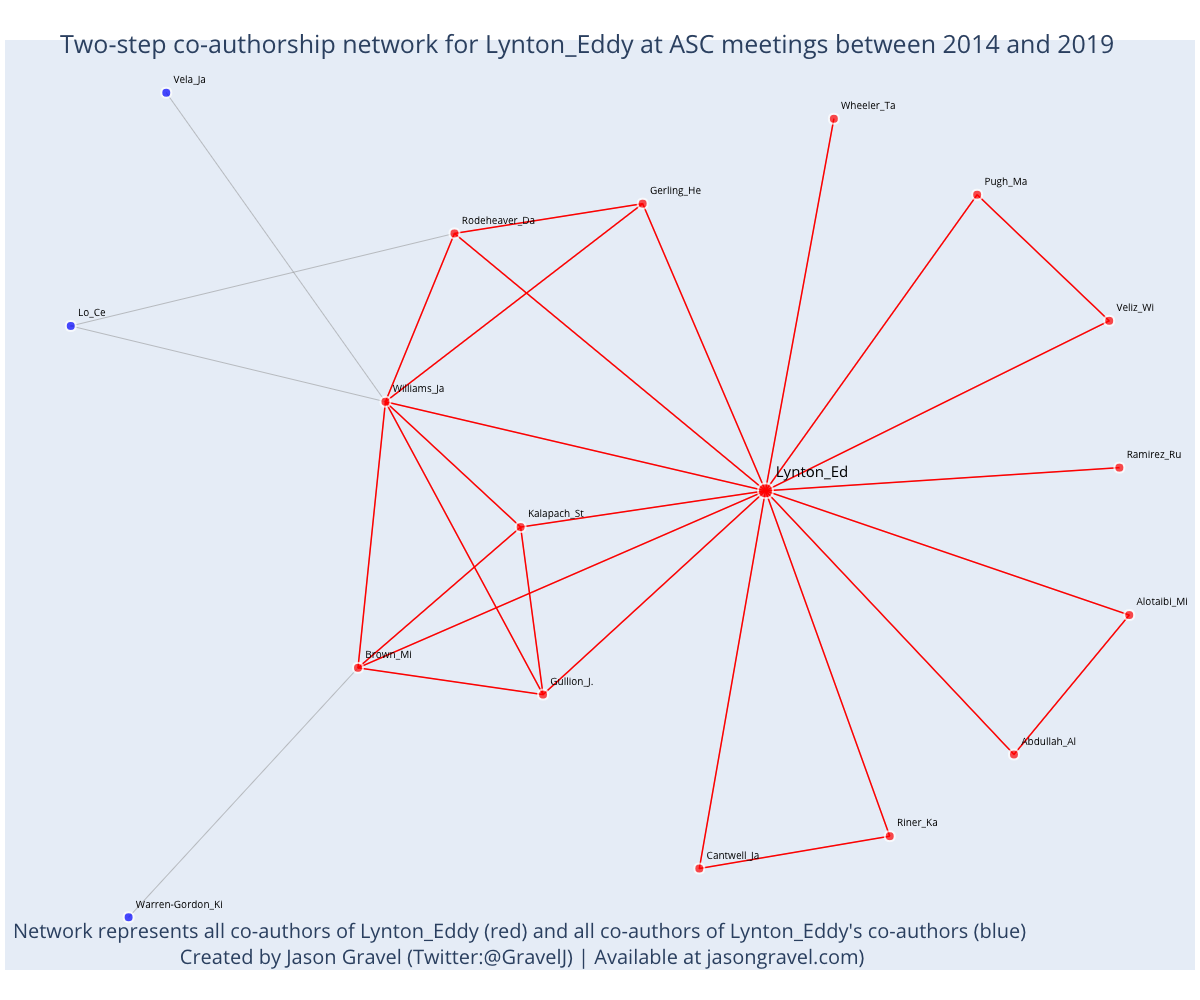 Two-step co-authorship network for Lynton_Eddy at ASC meetings between 2014 and 2019
Vela_Ja
Wheeler_Ta
Pugh_Ma
Gerling_He
Rodeheaver_Da
Lo_Ce
Veliz_Wi
Williams_Ja
Ramirez_Ru
Lynton_Ed
Kalapach_St
Alotaibi_Mi
Brown_Mi
Gullion_J.
Abdullah_Al
Riner_Ka
Cantwell_Ja
Warren-Gordon_Ki
Network represents all co-authors of Lynton_Eddy (red) and all co-authors of Lynton_Eddy's co-authors (blue)
Created by Jason Gravel (Twitter:@GravelJ) | Available at jasongravel.com)